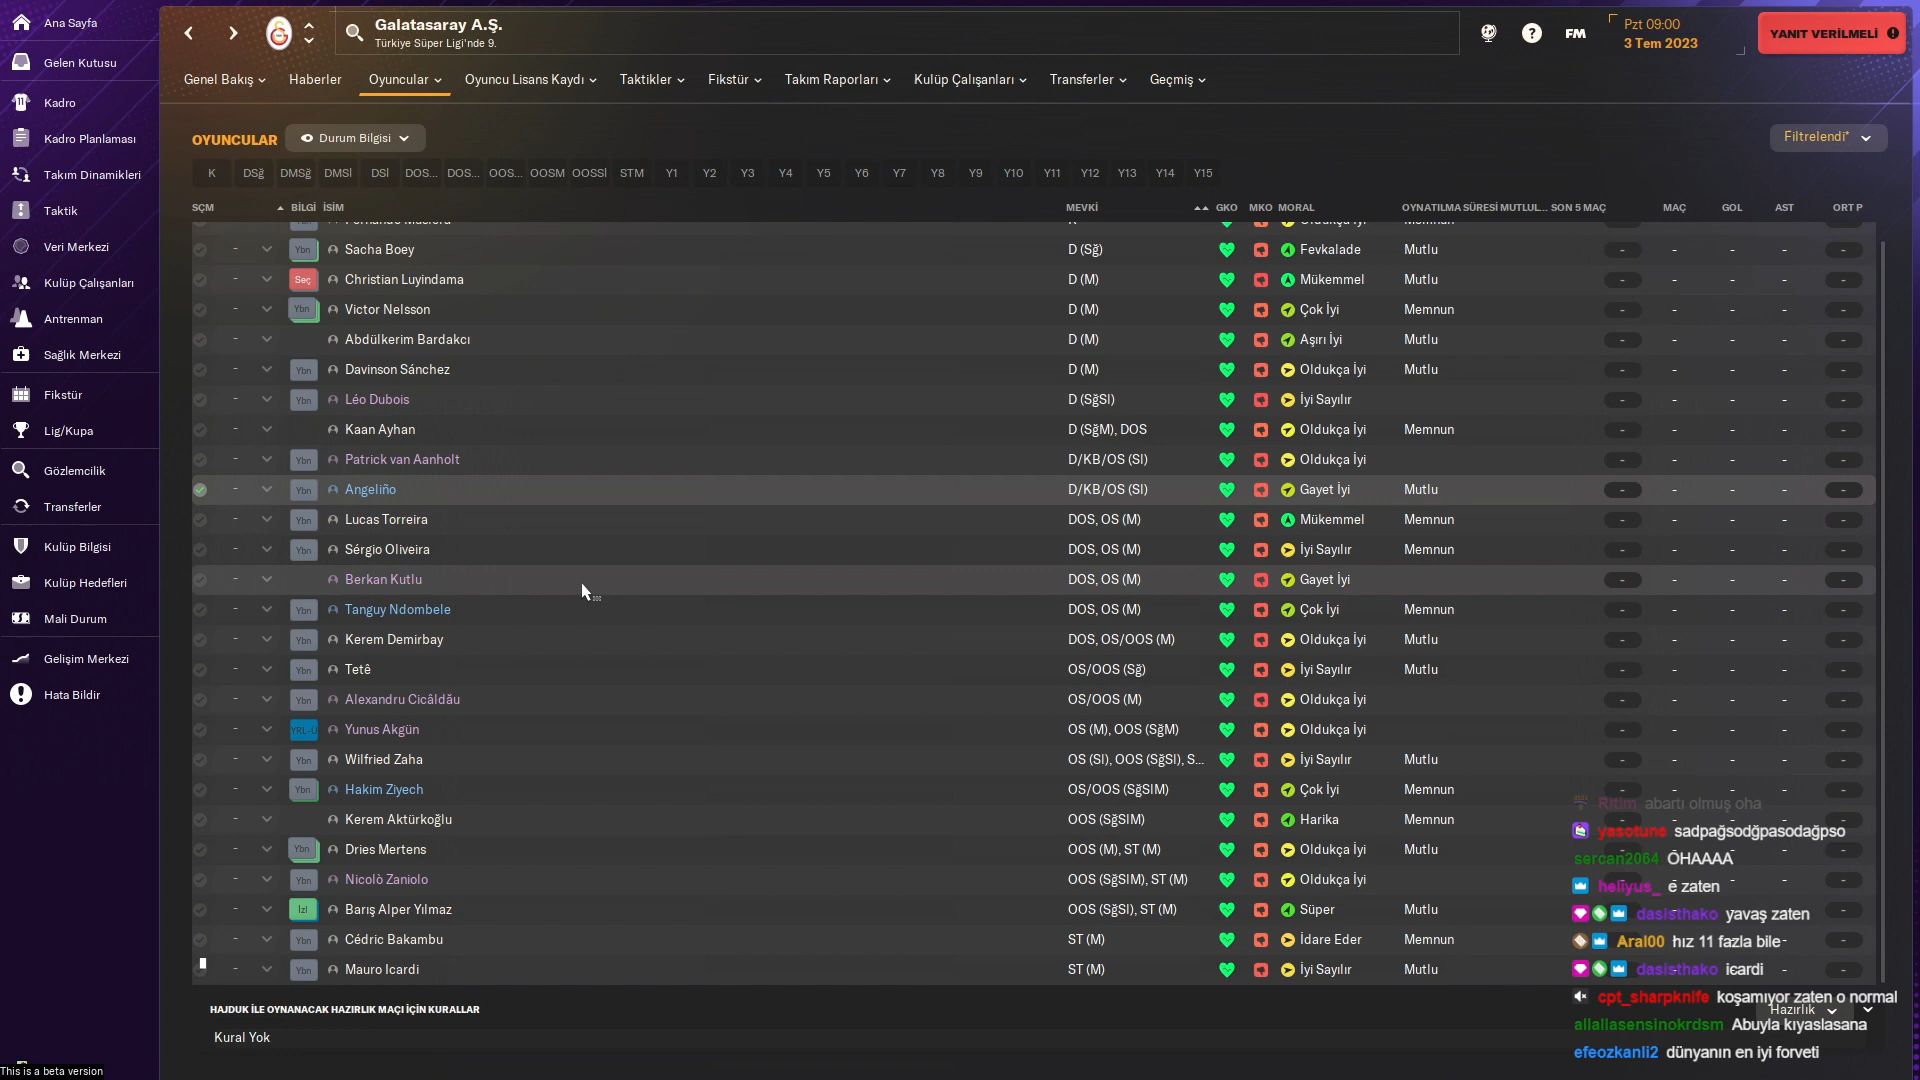 Ana Sayfa
Gelen Kutusu
Kadro
Kadro Planlaması
Takım Dinamikleri
Taktik
Veri Merkezi
Kulüp Çalışanları
Antrenman
Sağlık Merkezi
Fikstür
Lig/Kupa
Gözlemcilik
Transferler
Kulüp Bilgisi
Kulüp Hedefleri
Mali Durum
Gelişim Merkezi
Hata Bildir
This is a beta version
Galatasaray A.Ş.
Türkiye Süper Ligi'nde 9.
FM
Pzt 09:00
3 Tem 2023
YANIT VERİLMELİ
Genel Bakış Haberler Oyuncular Oyuncu Lisans Kaydı Taktikler Fikstür Takım Raporları Kulüp Çalışanları Transferler Geçmiş
OYUNCULAR Durum Bilgisi Filtrelendi*
K DSğ DMSğ DMSİ DSİ DOS... DOS... OOS... OOSM OOSSİ STM Y1 Y2 Y3 Y4 Y5 Y6 Y7 Y8 Y9 Y10 Y11 Y12 Y13 Y14 Y15
SÇM BİLGİ İSİM MEVKİ GKO MKO MORAL OYNATILMA SÜRESİ MUTLUL... SON 5 MAÇ MAÇ GOL AST ORT P
- Ybn Sacha Boey D (Sğ) Fevkalade Mutlu - - - - -
- Seç Christian Luyindama D (M) Mükemmel Mutlu - - - - -
- Ybn Victor Nelsson D (M) Çok İyi Memnun - - - - -
- Abdülkerim Bardakcı D (M) Aşırı İyi Mutlu - - - - -
- Ybn Davinson Sánchez D (M) Oldukça İyi Mutlu - - - - -
- Ybn Léo Dubois D (SğSl) İyi Sayılır - - - - -
- Kaan Ayhan D (SğM), DOS Oldukça İyi Memnun - - - - -
- Ybn Patrick van Aanholt D/KB/OS (Sl) Oldukça İyi - - - - -
- Ybn Angeliño D/KB/OS (Sl) Gayet İyi Mutlu - - - - -
- Ybn Lucas Torreira DOS, OS (M) Mükemmel Memnun - - - - -
- Ybn Sérgio Oliveira DOS, OS (M) İyi Sayılır Memnun - - - - -
- Berkan Kutlu DOS, OS (M) Gayet İyi - - - - -
- Ybn Tanguy Ndombele DOS, OS (M) Çok İyi Memnun - - - - -
- Ybn Kerem Demirbay DOS, OS/OOS (M) Oldukça İyi Mutlu - - - - -
- Ybn Tetê OS/OOS (Sğ) İyi Sayılır Mutlu - - - - -
- Ybn Alexandru Cicâldău OS/OOS (M) Oldukça İyi - - - - -
- YRL-U Yunus Akgün OS (M), OOS (SğM) Oldukça İyi - - - - -
- Ybn Wilfried Zaha OS (Sl), OOS (SğSl), S... İyi Sayılır Mutlu - - - - -
- Ybn Hakim Ziyech OS/OOS (SğSlM) Çok İyi Memnun - - - - -
- Kerem Aktürkoğlu OOS (SğSlM) Harika Memnun
- Ybn Dries Mertens OOS (M), ST (M) Oldukça İyi Mutlu
- Ybn Nicolò Zaniolo OOS (SğSlM), ST (M) Oldukça İyi
- İzl Barış Alper Yılmaz OOS (SğSl), ST (M) Süper Mutlu
- Ybn Cédric Bakambu ST (M) İdare Eder Memnun
- Ybn Mauro Icardi ST (M) İyi Sayılır Mutlu
Ritim abartı olmuş oha
yasotune sadpağsodğpasodağpso
sercan2064 OHAAAA
heliyus_ e zaten
dasisthako yavaş zaten
Aral00 hız 11 fazla bile
dasisthako icardi
cpt_sharpknife koşamıyor zaten o normal
allallasensinokrdsm Abuyla kıyaslasana
efeozkanli2 dünyanın en iyi forveti
HAJDUK İLE OYNANACAK HAZIRLIK MAÇI İÇİN KURALLAR
Hazırlık
Kural Yok